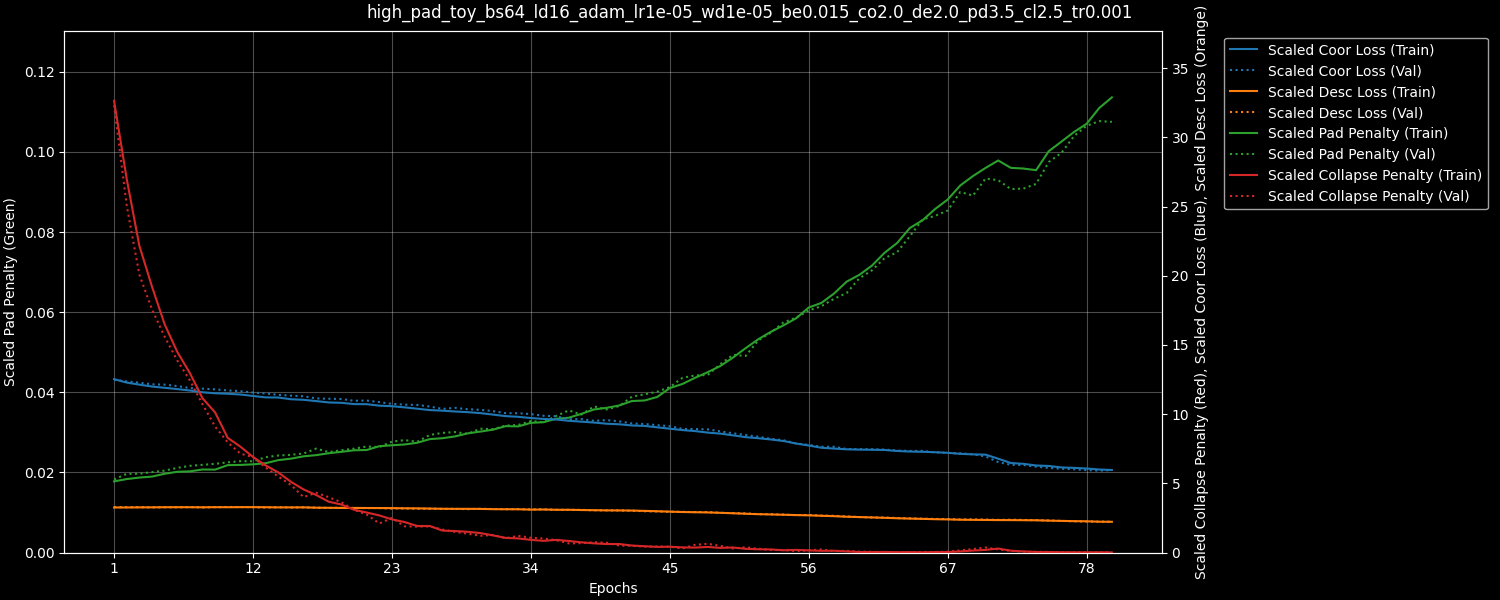 high_pad_toy_bs64_ld16_adam_lr1e-05_wd1e-05_be0.015_co2.0_de2.0_pd3.5_cl2.5_tr0.001
Scaled Pad Penalty (Green)
0.12
0.10
0.08
0.06
0.04
0.02
0.00
1
12
23
34
45
56
67
78
Epochs
35
30
25
20
15
10
5
0
Scaled Collapse Penalty (Red), Scaled Coor Loss (Blue), Scaled Desc Loss (Orange)
Scaled Coor Loss (Train)
Scaled Coor Loss (Val)
Scaled Desc Loss (Train)
Scaled Desc Loss (Val)
Scaled Pad Penalty (Train)
Scaled Pad Penalty (Val)
Scaled Collapse Penalty (Train)
Scaled Collapse Penalty (Val)